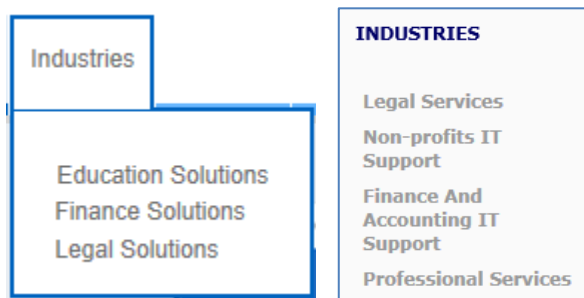 Industries
Education Solutions
Finance Solutions
Legal Solutions
INDUSTRIES
Legal Services
Non-profits IT
Support
Finance And
Accounting IT
Support
Professional Services